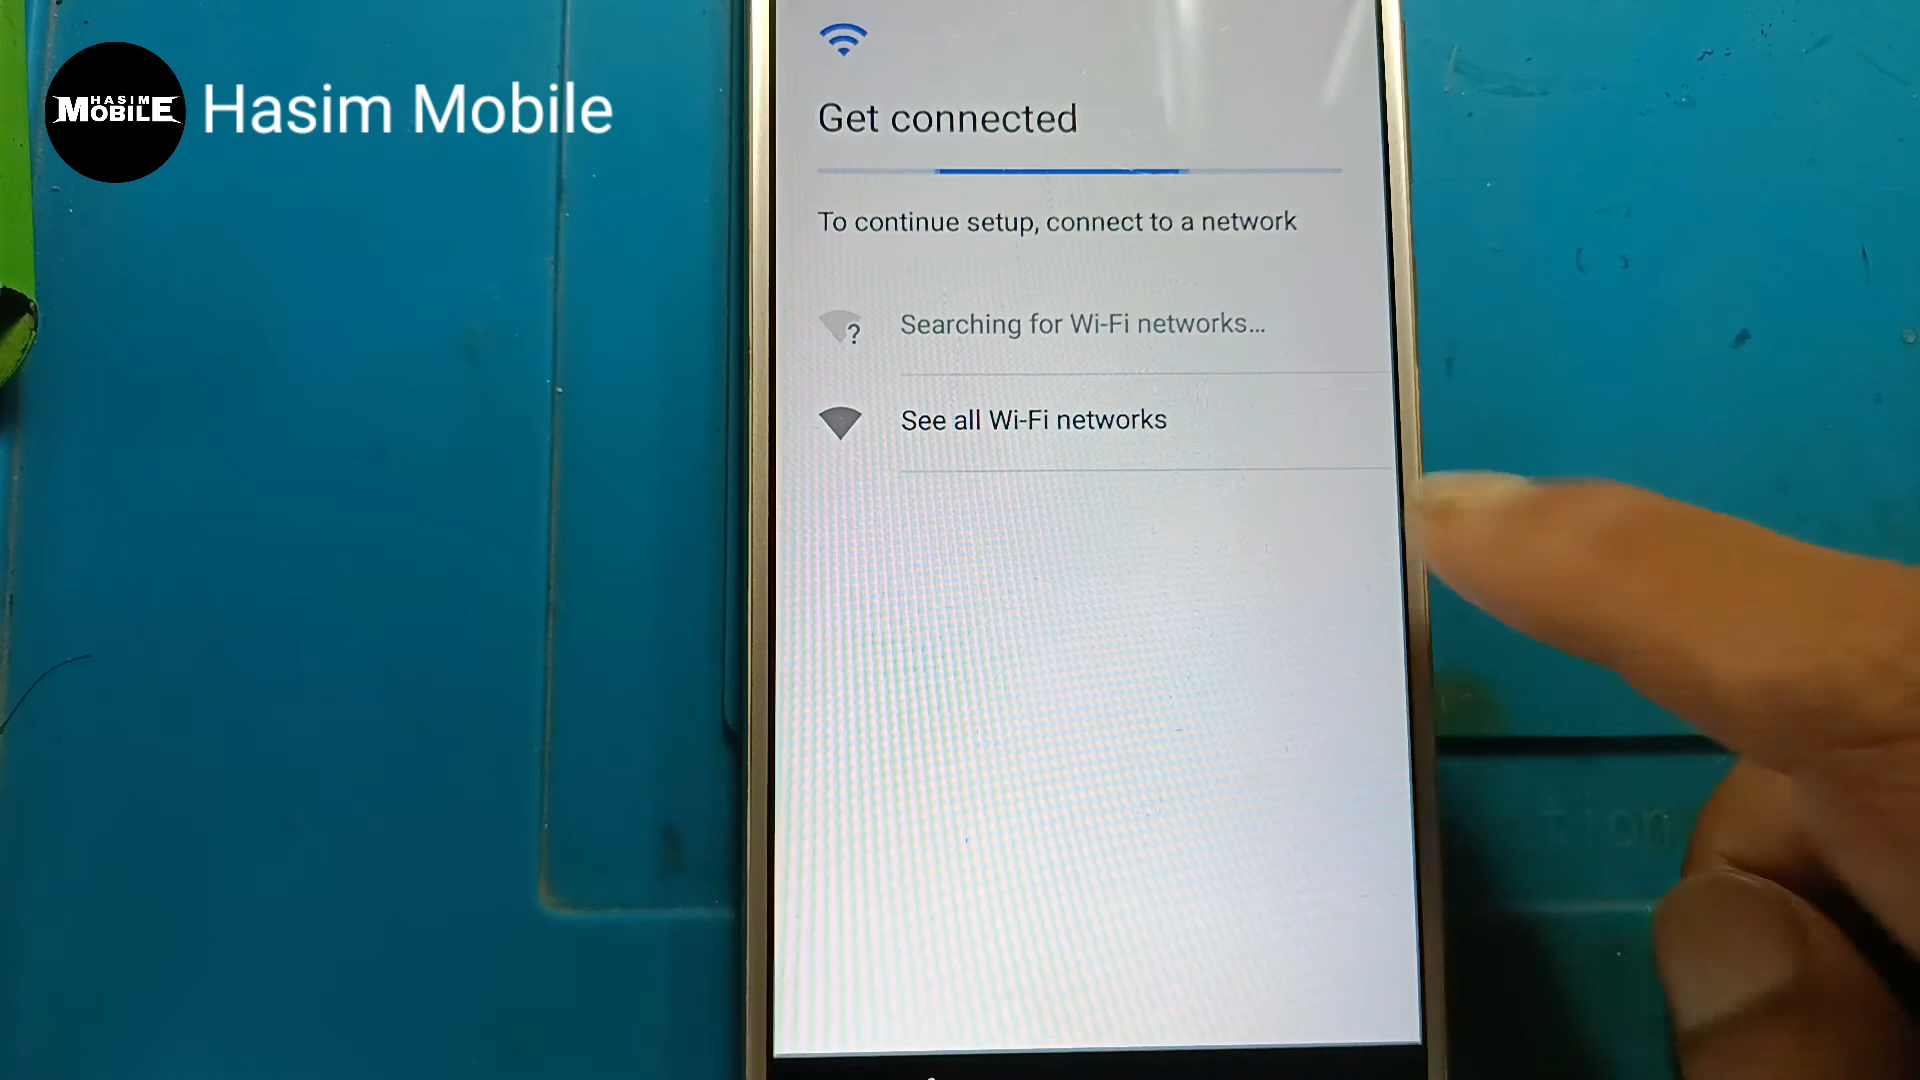 HASIM
MOBILE
Hasim Mobile
Get connected
To continue setup, connect to a network
?
Searching for Wi-Fi networks...
See all Wi-Fi networks